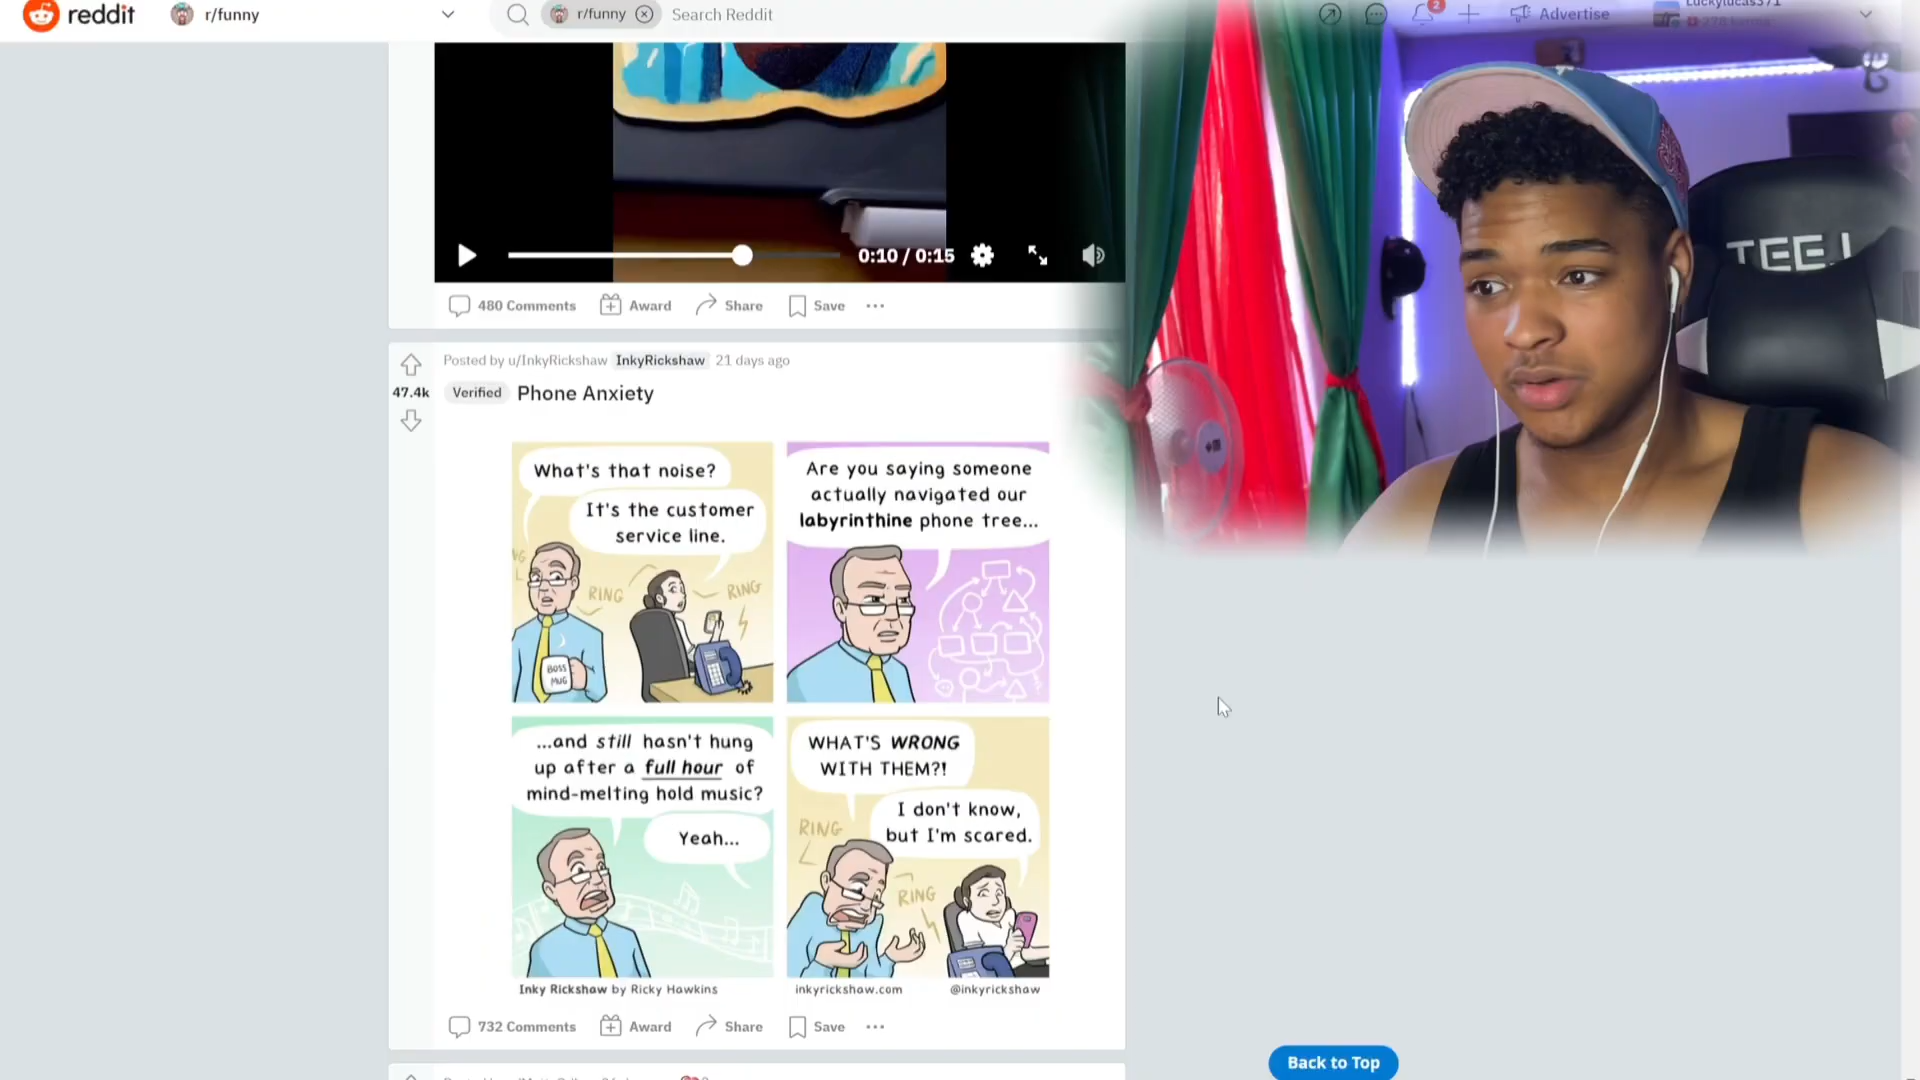 reddit
r/funny
r/funny
Search Reddit
2
Advertise
Luckylucas371
0:10 / 0:15
480 Comments
Award
Share
Save
Posted by u/InkyRickshaw InkyRickshaw 21 days ago
47.4k
Verified
Phone Anxiety
What's that noise?
It's the customer
service line.
RING
RING
BOSS
MUG
Are you saying someone
actually navigated our
labyrinthine phone tree...
...and still hasn't hung
up after a full hour of
mind-melting hold music?
Yeah...
WHAT'S WRONG
WITH THEM?!
I don't know,
but I'm scared.
RING
RING
Inky Rickshaw by Ricky Hawkins
inkyrickshaw.com
@inkyrickshaw
732 Comments
Award
Share
Save
Back to Top